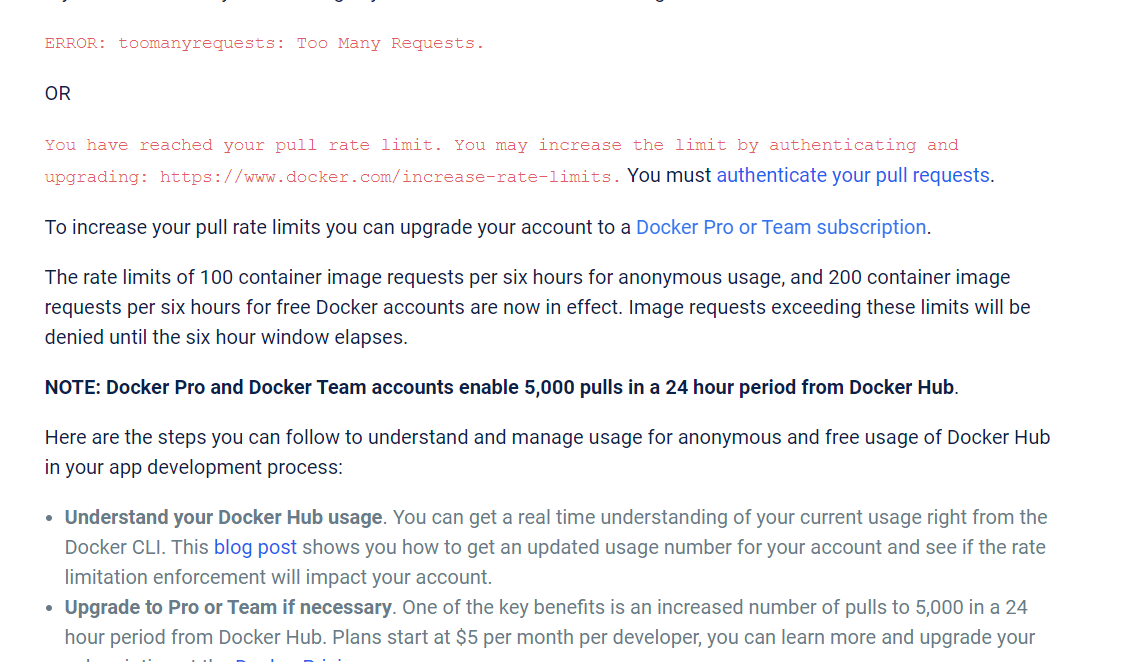 ERROR: toomanyrequests: Too Many Requests.
OR
You have reached your pull rate limit. You may increase the limit by authenticating and
upgrading: https://www.docker.com/increase-rate-limits. You must authenticate your pull requests.
To increase your pull rate limits you can upgrade your account to a Docker Pro or Team subscription.
The rate limits of 100 container image requests per six hours for anonymous usage, and 200 container image
requests per six hours for free Docker accounts are now in effect. Image requests exceeding these limits will be
denied until the six hour window elapses.
NOTE: Docker Pro and Docker Team accounts enable 5,000 pulls in a 24 hour period from Docker Hub.
Here are the steps you can follow to understand and manage usage for anonymous and free usage of Docker Hub
in your app development process:
• Understand your Docker Hub usage. You can get a real time understanding of your current usage right from the
Docker CLI. This blog post shows you how to get an updated usage number for your account and see if the rate
limitation enforcement will impact your account.
• Upgrade to Pro or Team if necessary. One of the key benefits is an increased number of pulls to 5,000 in a 24
hour period from Docker Hub. Plans start at $5 per month per developer, you can learn more and upgrade your